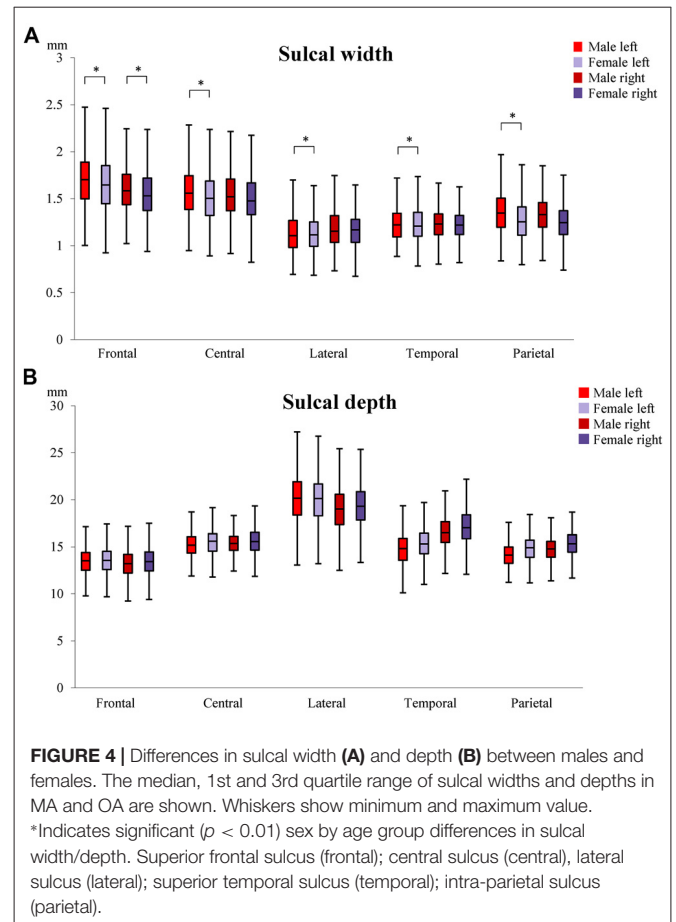 A
mm
Sulcal width
Male left
Female left
Male right
Female right
3
2.5
2
1.5
1
0.5
0
* * * * * *
Frontal Central Lateral Temporal Parietal
B
mm
Sulcal depth
Male left
Female left
Male right
Female right
30
25
20
15
10
5
0
Frontal Central Lateral Temporal Parietal
FIGURE 4 | Differences in sulcal width (A) and depth (B) between males and
females. The median, 1st and 3rd quartile range of sulcal widths and depths in
MA and OA are shown. Whiskers show minimum and maximum value.
*Indicates significant (p < 0.01) sex by age group differences in sulcal
width/depth. Superior frontal sulcus (frontal); central sulcus (central), lateral
sulcus (lateral); superior temporal sulcus (temporal); intra-parietal sulcus
(parietal).